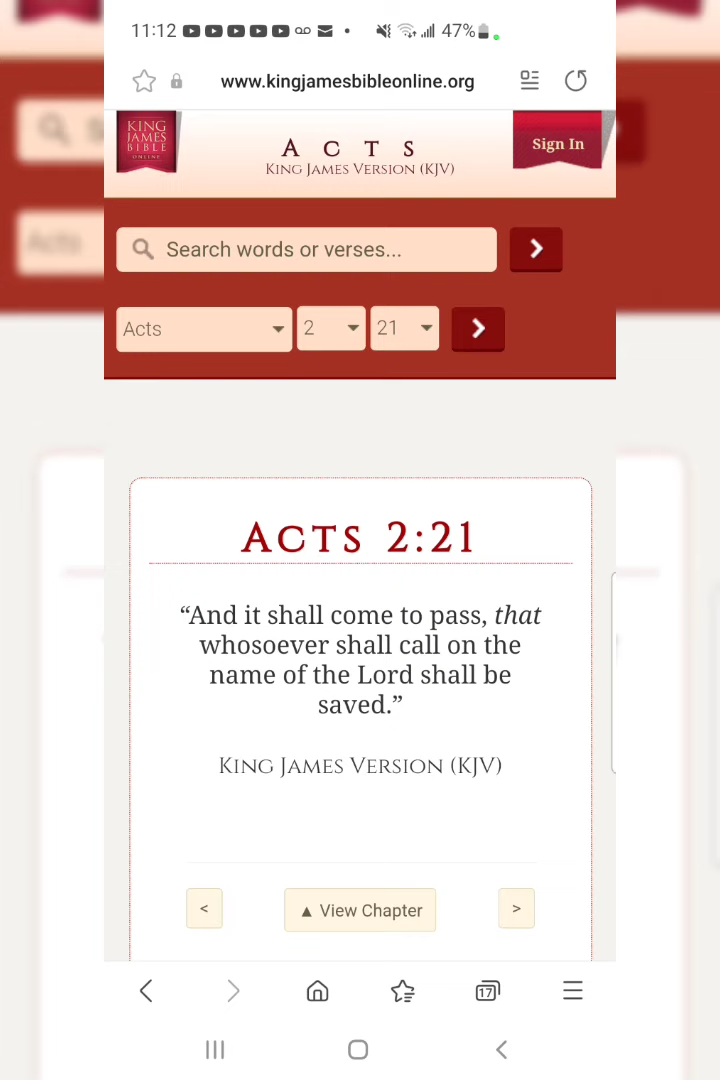 11:12
47%
www.kingjamesbibleonline.org
KING
JAMES
BIBLE
ONLINE
Acts
King James Version (KJV)
Sign In
Search words or verses...
Acts
2
21
Acts 2:21
“And it shall come to pass, that
whosoever shall call on the
name of the Lord shall be
saved.”
King James Version (KJV)
<
▲ View Chapter
>
17